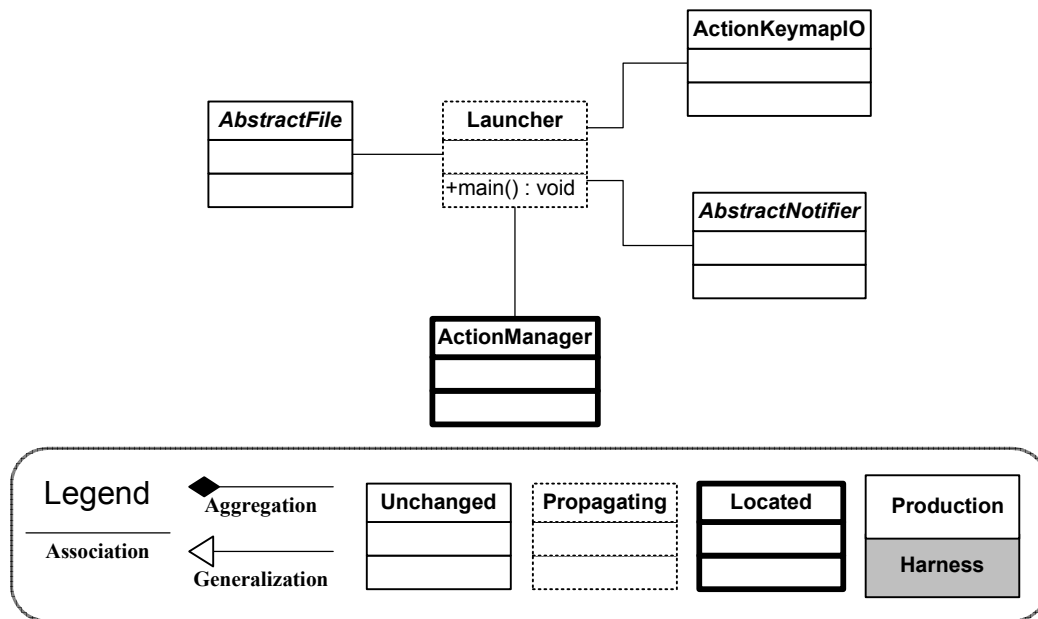 ActionKeymapIO
AbstractFile
Launcher
+main() : void
AbstractNotifier
ActionManager
Legend
Association
Aggregation
Generalization
Unchanged
Propagating
Located
Production
Harness